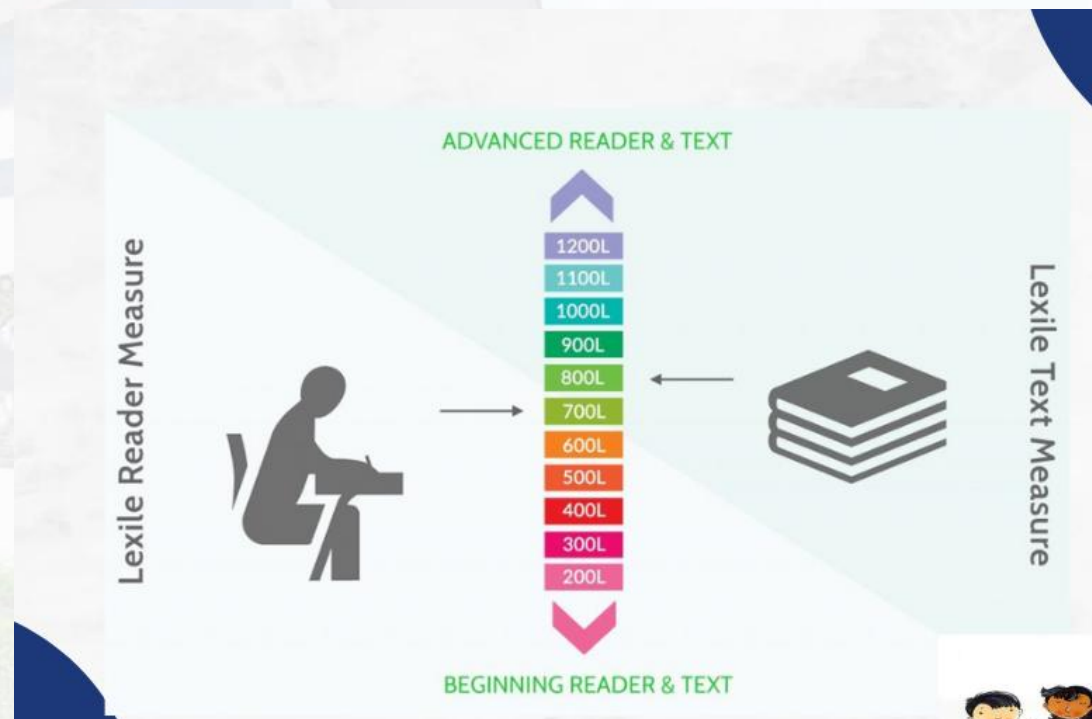 ADVANCED READER & TEXT
Lexile Reader Measure
1200L
1100L
1000L
900L
800L
700L
600L
500L
400L
300L
200L
Lexile Text Measure
BEGINNING READER & TEXT